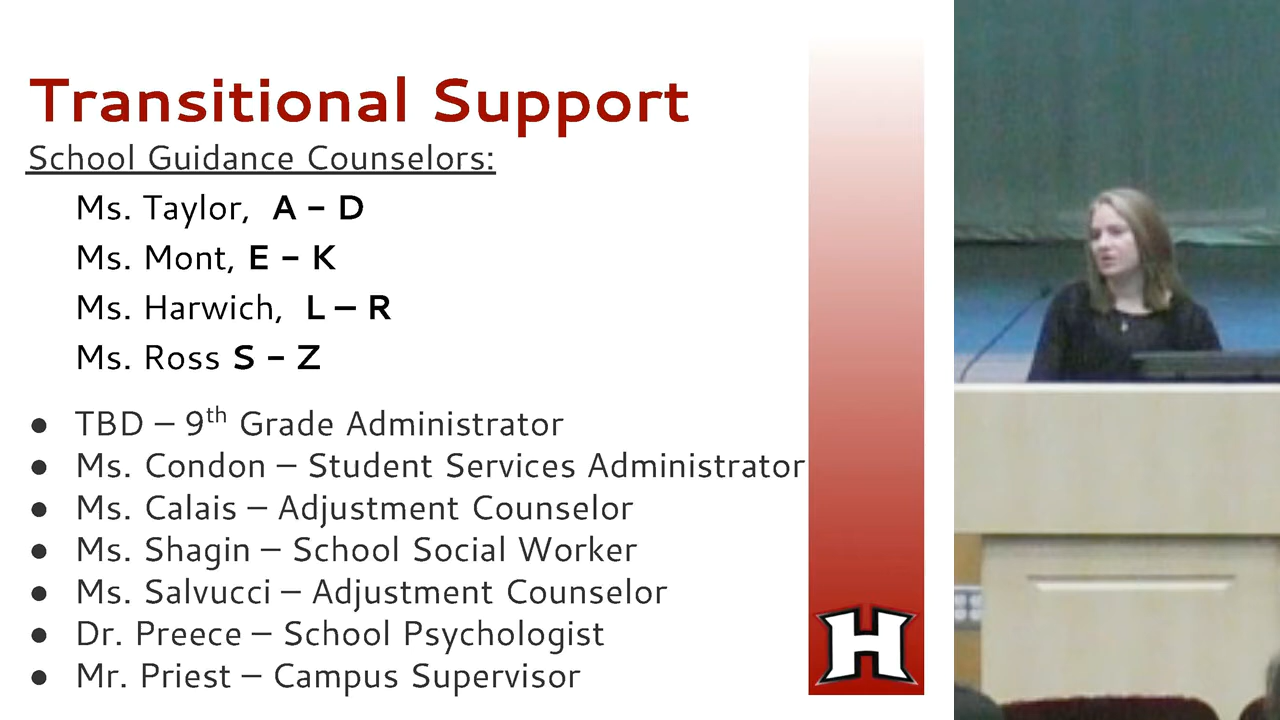 Transitional Support
School Guidance Counselors:
Ms. Taylor, A – D
Ms. Mont, E – K
Ms. Harwich, L – R
Ms. Ross S – Z
● TBD – 9th Grade Administrator
● Ms. Condon – Student Services Administrator
● Ms. Calais – Adjustment Counselor
● Ms. Shagin – School Social Worker
● Ms. Salvucci – Adjustment Counselor
● Dr. Preece – School Psychologist
● Mr. Priest – Campus Supervisor
H